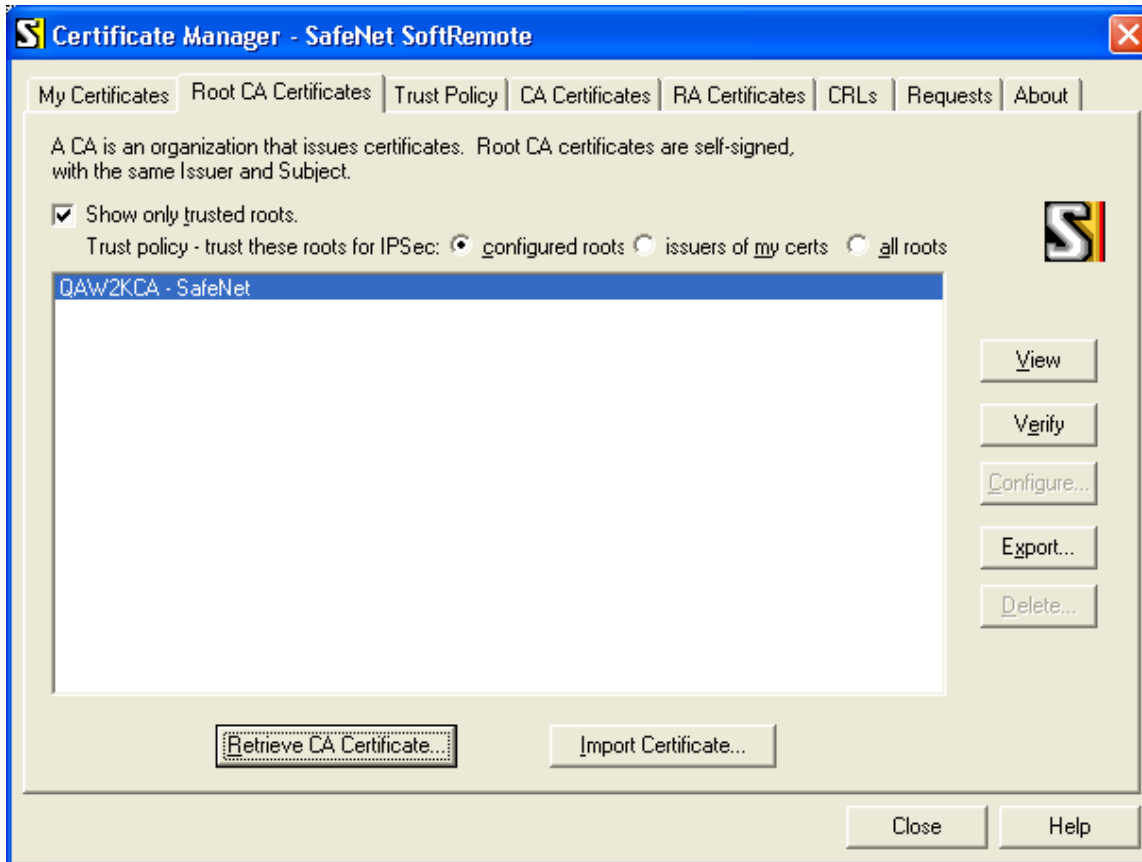 Certificate Manager - SafeNet SoftRemote
My Certificates Root CA Certificates Trust Policy CA Certificates RA Certificates CRLs Requests About
A CA is an organization that issues certificates. Root CA certificates are self-signed,
with the same Issuer and Subject.
Show only trusted roots.
Trust policy - trust these roots for IPSec: configured roots issuers of my certs all roots
QAW2KCA - SafeNet
View
Verify
Configure...
Export...
Delete...
Retrieve CA Certificate... Import Certificate...
Close Help